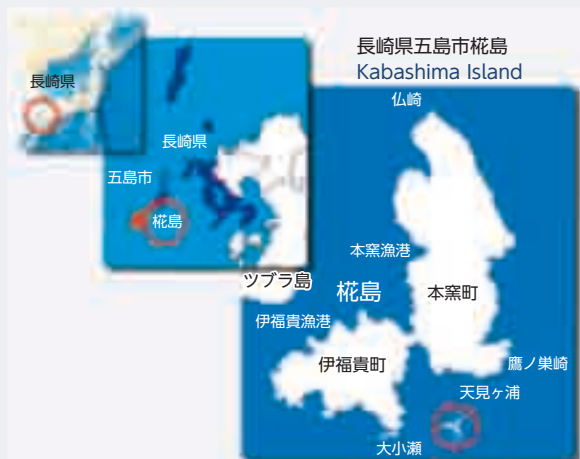 長崎県五島市椛島
Kabashima Island
長崎県
長崎県
五島市
椛島
仏崎
本窯漁港
ツブラ島
椛島
本窯町
伊福貴漁港
伊福貴町
鷹ノ巣崎
天見ヶ浦
大小瀬